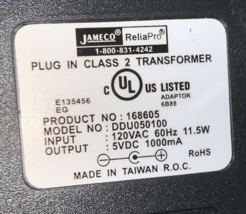 JAMECO® ReliaPro®
1-800-831-4242
PLUG IN CLASS 2 TRANSFORMER
c UL US LISTED
ADAPTOR
E135456 6B88
EG
PRODUCT NO : 168605
MODEL NO : DDU050100
INPUT : 120VAC 60Hz 11.5W
OUTPUT : 5VDC 1000mA
- + RoHS
MADE IN TAIWAN R.O.C.